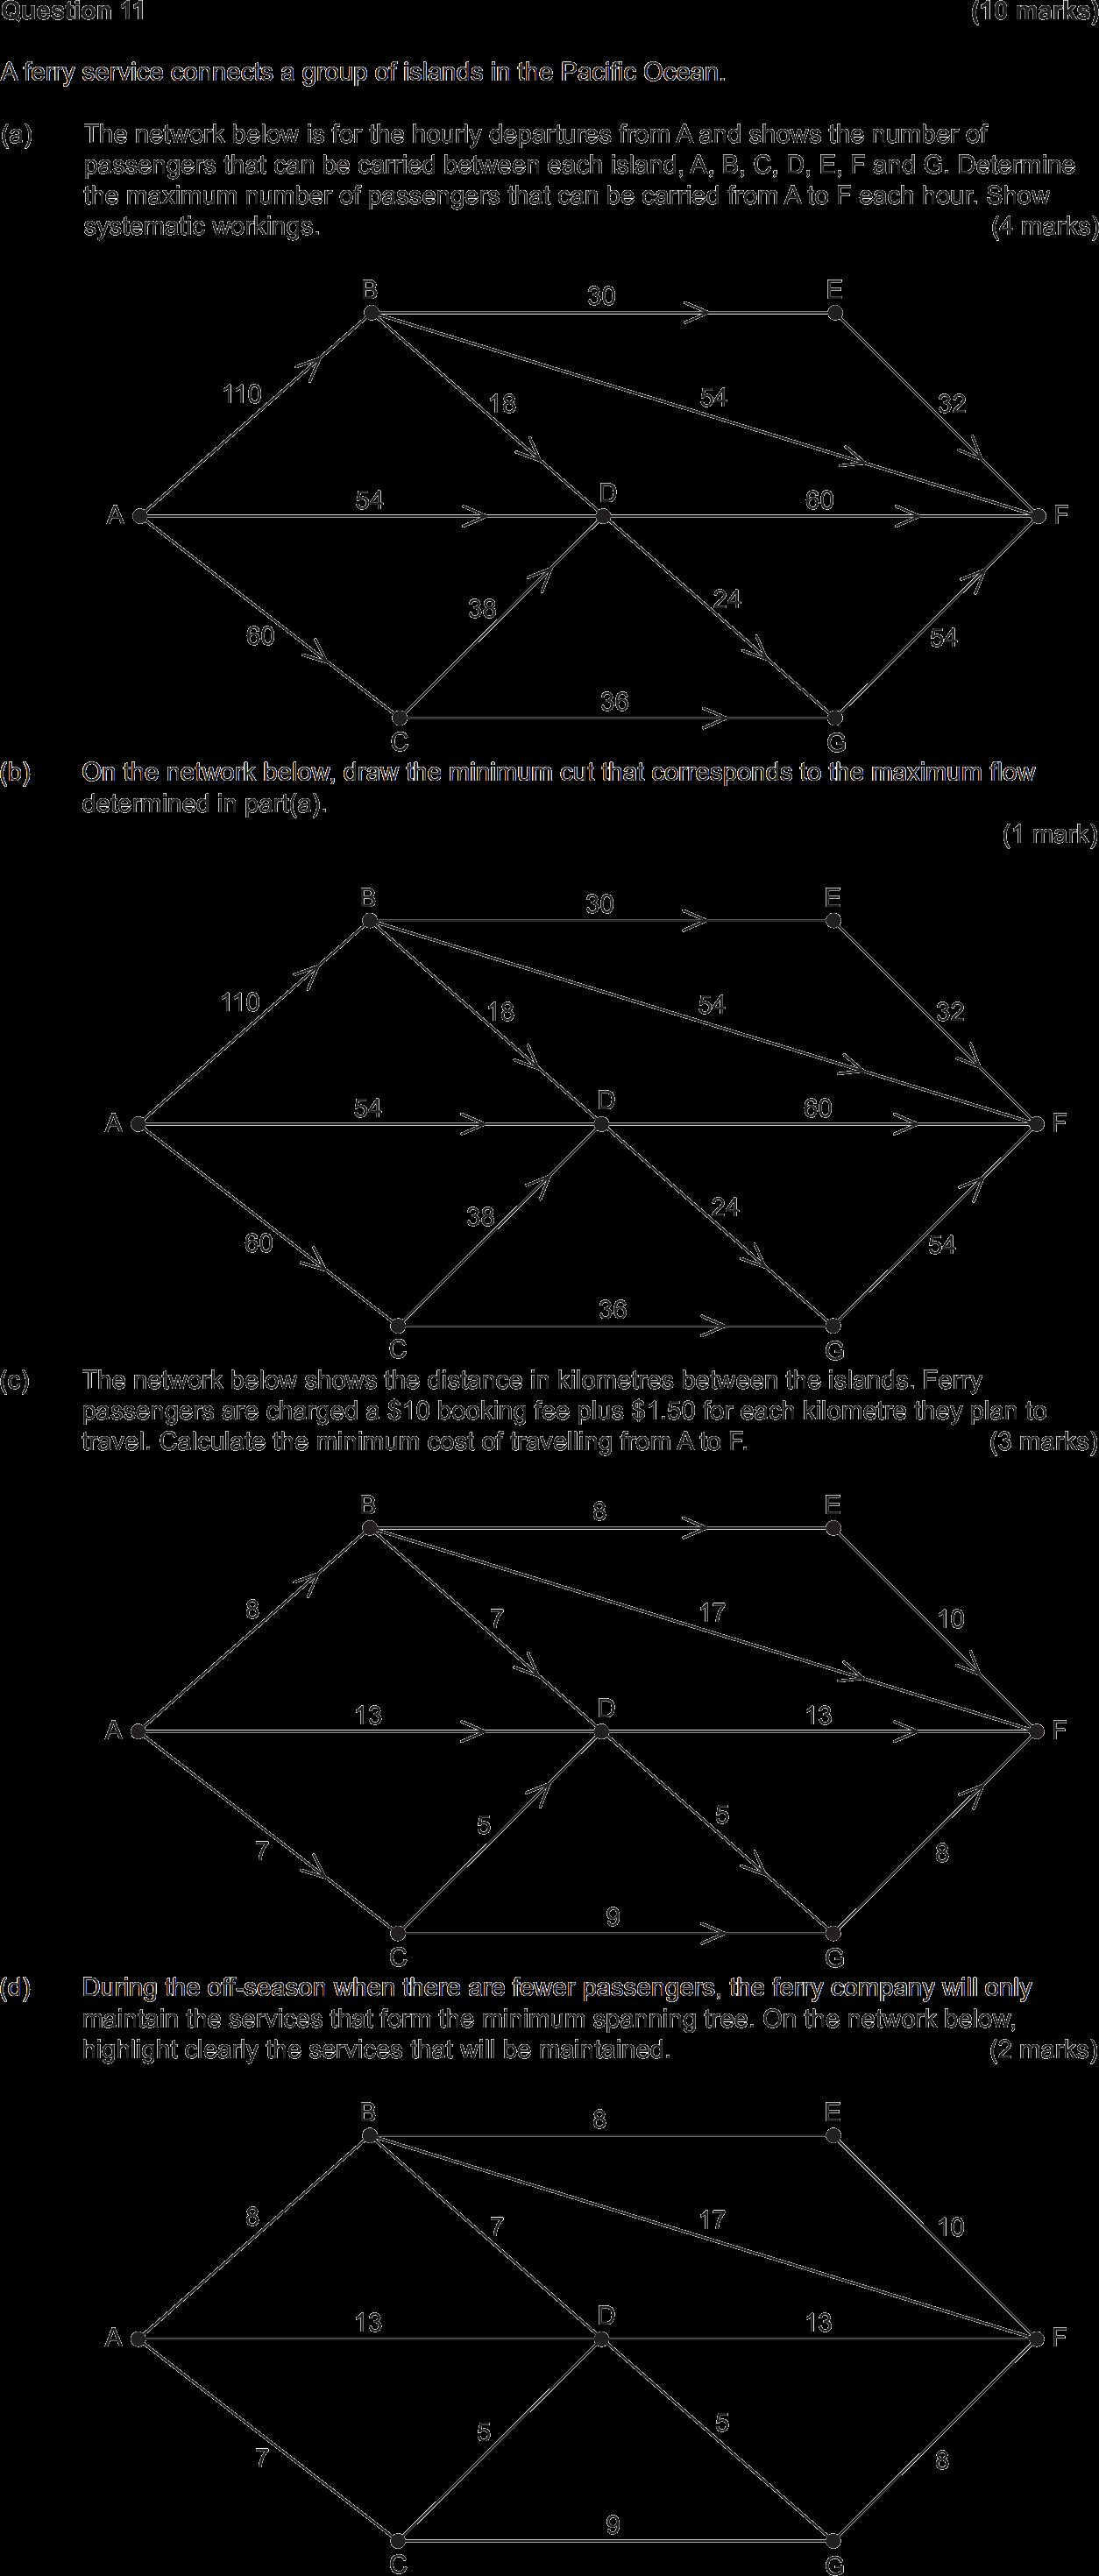 Question 11 (10 marks)
A ferry service connects a group of islands in the Pacific Ocean.
(a) The network below is for the hourly departures from A and shows the number of
passengers that can be carried between each island, A, B, C, D, E, F and G. Determine
the maximum number of passengers that can be carried from A to F each hour. Show
systematic workings. (4 marks)
B 30 E
110 18 54 32
A 54 D 60 F
60 38 24 54
36
C G
(b) On the network below, draw the minimum cut that corresponds to the maximum flow
determined in part(a).
(1 mark)
B 30 E
110 18 54 32
A 54 D 60 F
60 38 24 54
36
C G
(c) The network below shows the distance in kilometres between the islands. Ferry
passengers are charged a $10 booking fee plus $1.50 for each kilometre they plan to
travel. Calculate the minimum cost of travelling from A to F. (3 marks)
B 8 E
8 7 17 10
A 13 D 13 F
7 5 5 8
9
C G
(d) During the off-season when there are fewer passengers, the ferry company will only
maintain the services that form the minimum spanning tree. On the network below,
highlight clearly the services that will be maintained. (2 marks)
B 8 E
8 7 17 10
A 13 D 13 F
7 5 5 8
9
C G